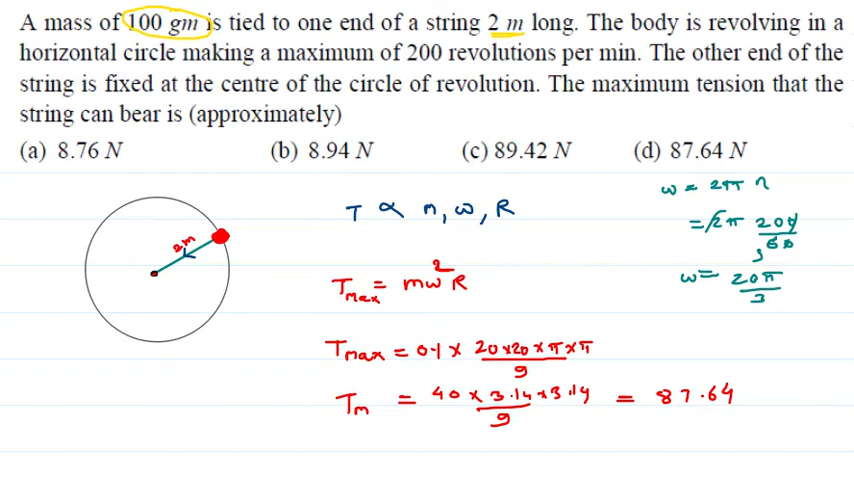 A mass of 100 gm is tied to one end of a string 2 m long. The body is revolving in a
horizontal circle making a maximum of 200 revolutions per min. The other end of the
string is fixed at the centre of the circle of revolution. The maximum tension that the
string can bear is (approximately)
(a) 8.76 N (b) 8.94 N (c) 89.42 N (d) 87.64 N
ω = 2π n
T ∝ m, ω, R
= 2π 200/60
3
2m
ω = 20π/3
Tmax = mω²R
Tmax = 0.1 × 20×20×π×π/9
Tm = 40 × 3.14×3.14/9 = 87.64